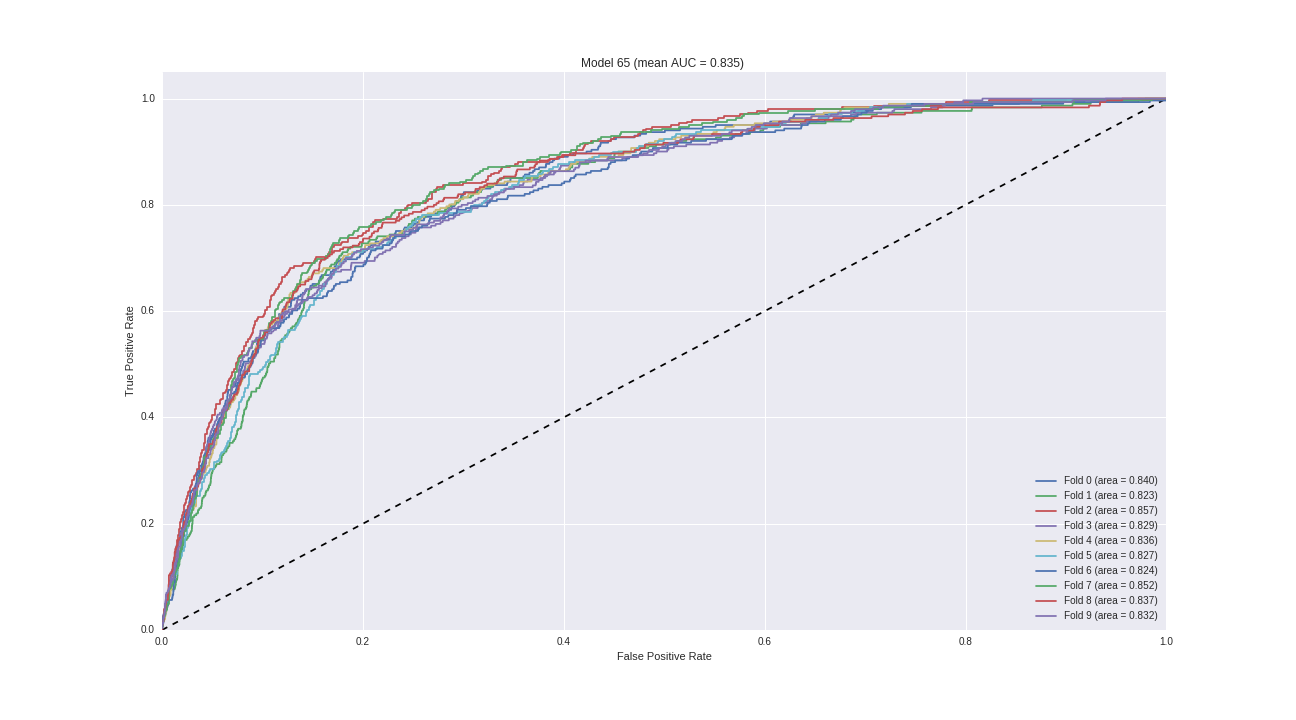 Model 65 (mean AUC = 0.835)
True Positive Rate
1.0
0.8
0.6
0.4
0.2
0.0
Fold 0 (area = 0.840)
Fold 1 (area = 0.823)
Fold 2 (area = 0.857)
Fold 3 (area = 0.829)
Fold 4 (area = 0.836)
Fold 5 (area = 0.827)
Fold 6 (area = 0.824)
Fold 7 (area = 0.852)
Fold 8 (area = 0.837)
Fold 9 (area = 0.832)
0.0 0.2 0.4 0.6 0.8 1.0
False Positive Rate